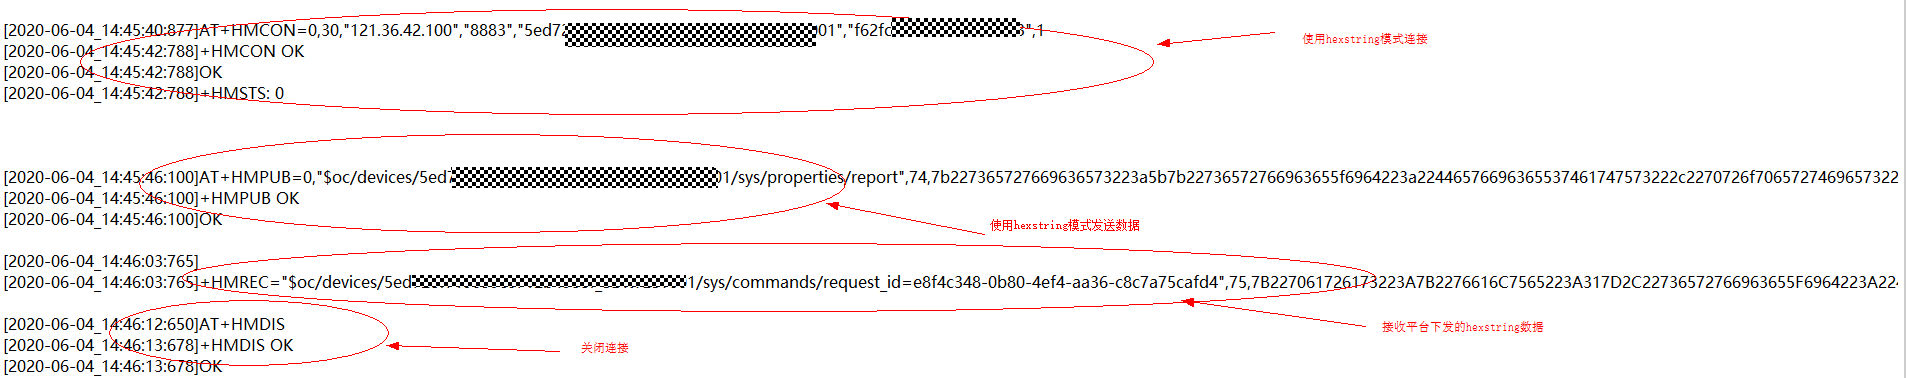 [2020-06-04_14:45:40:877]AT+HMCON=0,30,"121.36.42.100","8883","5ed7 01","f62fc 3",1
使用hexstring模式连接
[2020-06-04_14:45:42:788]+HMCON OK
[2020-06-04_14:45:42:788]OK
[2020-06-04_14:45:42:788]+HMSTS: 0
[2020-06-04_14:45:46:100]AT+HMPUB=0,"$oc/devices/5ed7 01/sys/properties/report",74,7b227365727669636573223a5b7b22736572766963655f6964223a22446576696365537461747573222c2270726f7065727469657322
[2020-06-04_14:45:46:100]+HMPUB OK
[2020-06-04_14:45:46:100]OK
使用hexstring模式发送数据
[2020-06-04_14:46:03:765]
[2020-06-04_14:46:03:765]+HMREC="$oc/devices/5ed 01/sys/commands/request_id=e8f4c348-0b80-4ef4-aa36-c8c7a75cafd4",75,7B227061726173223A7B2276616C7565223A317D2C22736572766963655F6964223A224
[2020-06-04_14:46:12:650]AT+HMDIS
接收平台下发的hexstring数据
[2020-06-04_14:46:13:678]+HMDIS OK
关闭连接
[2020-06-04_14:46:13:678]OK